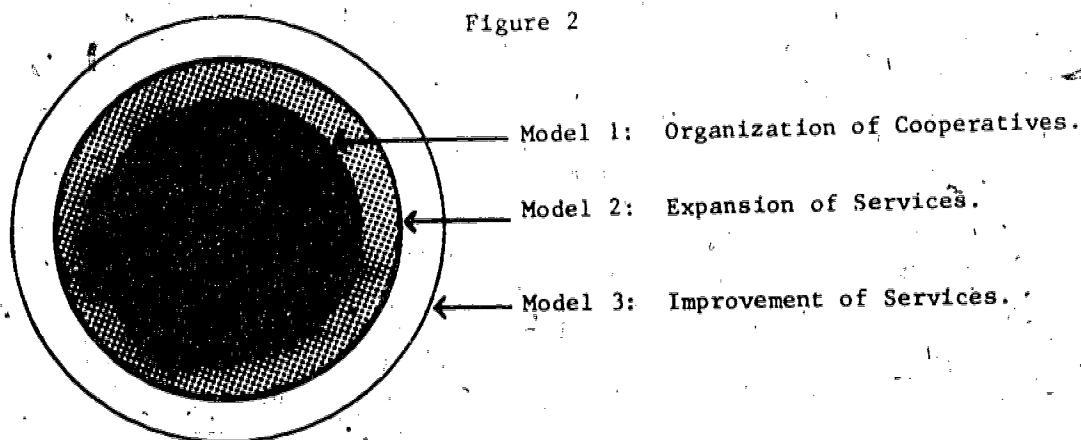 Figure 2
Model 1: Organization of Cooperatives.
Model 2: Expansion of Services.
Model 3: Improvement of Services.